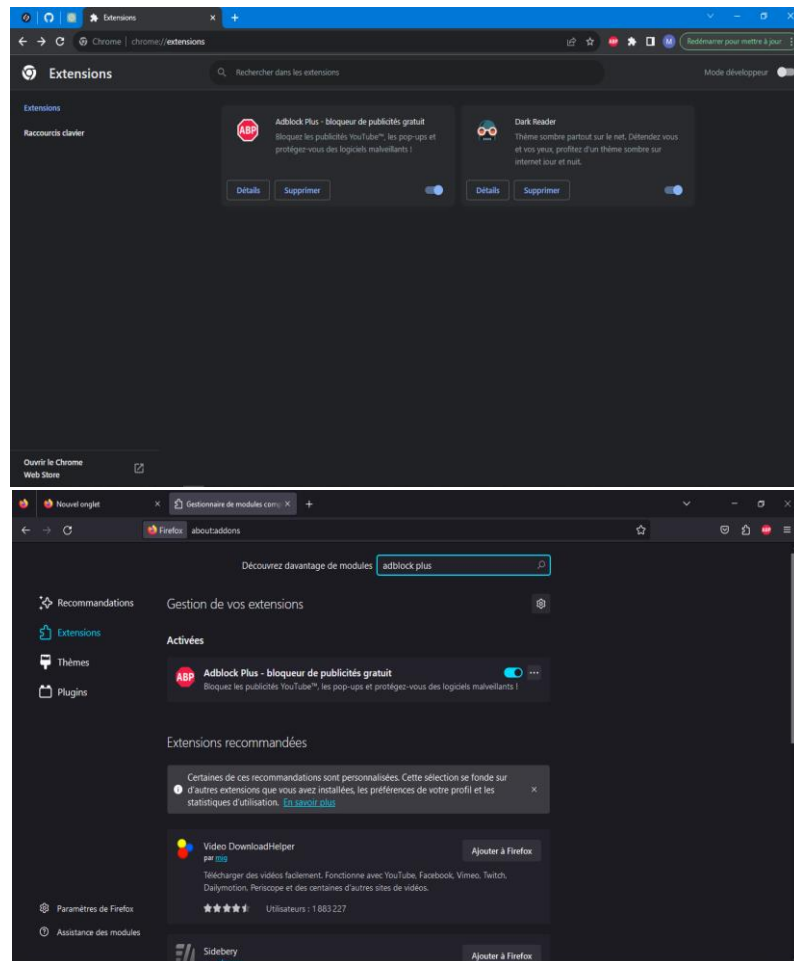 Extensions
Chrome | chrome://extensions
M
Redémarrer pour mettre à jour
Extensions
Rechercher dans les extensions
Mode développeur
Extensions
Raccourcis clavier
ABP
Adblock Plus - bloqueur de publicités gratuit
Bloquez les publicités YouTube™, les pop-ups et
protégez-vous des logiciels malveillants !
Détails
Supprimer
Dark Reader
Thème sombre partout sur le net. Détendez vous
et vos yeux, profitez d'un thème sombre sur
internet jour et nuit.
Détails
Supprimer
Ouvrir le Chrome
Web Store
Nouvel onglet
Gestionnaire de modules comp
Firefox about:addons
Découvrez davantage de modules
adblock plus
Recommandations
Extensions
Thèmes
Plugins
Gestion de vos extensions
Activées
ABP
Adblock Plus - bloqueur de publicités gratuit
Bloquez les publicités YouTube™, les pop-ups et protégez-vous des logiciels malveillants !
Extensions recommandées
Certaines de ces recommandations sont personnalisées. Cette sélection se fonde sur
d'autres extensions que vous avez installées, les préférences de votre profil et les
statistiques d'utilisation. En savoir plus
Video DownloadHelper
par mig
Ajouter à Firefox
Télécharger des vidéos facilement. Fonctionne avec YouTube, Facebook, Vimeo, Twitch,
Dailymotion, Periscope et des centaines d'autres sites de vidéos.
Utilisateurs : 1 883 227
Sidebery
Ajouter à Firefox
Paramètres de Firefox
Assistance des modules